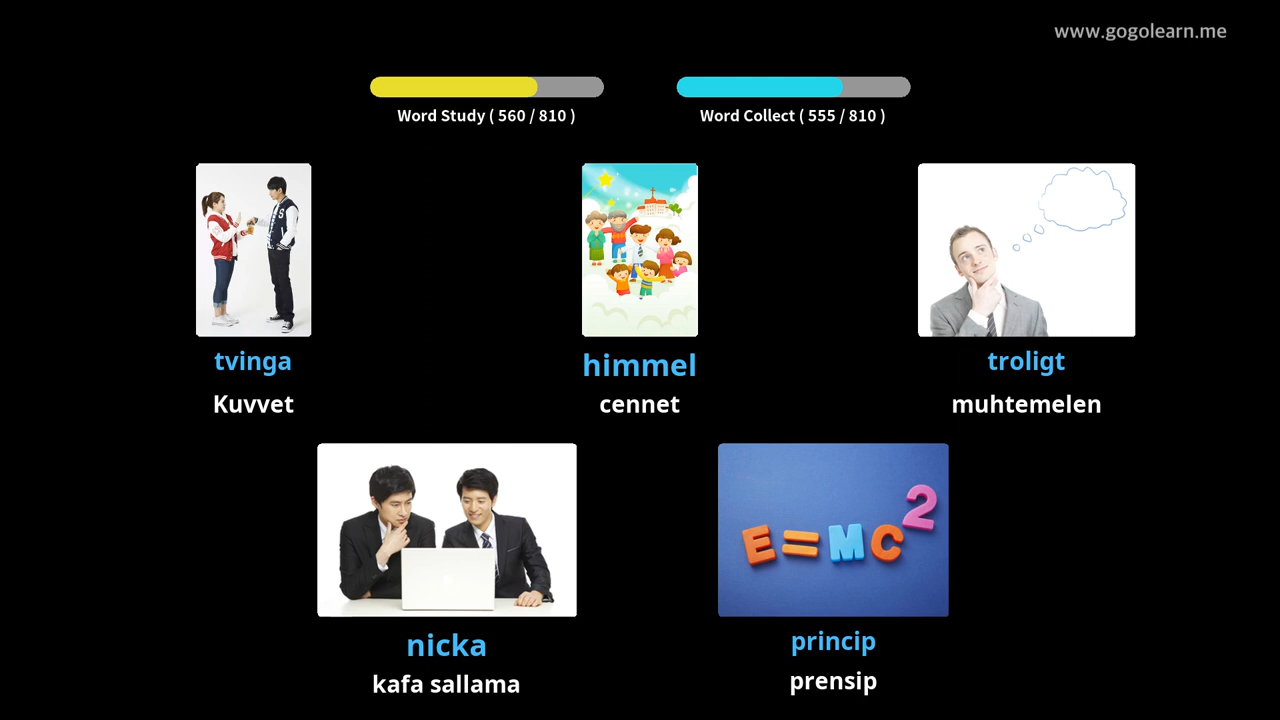 www.gogolearn.me
Word Study ( 560 / 810 )
Word Collect ( 555 / 810 )
S
tvinga
himmel
troligt
Kuvvet
cennet
muhtemelen
E=MC2
nicka
princip
kafa sallama
prensip